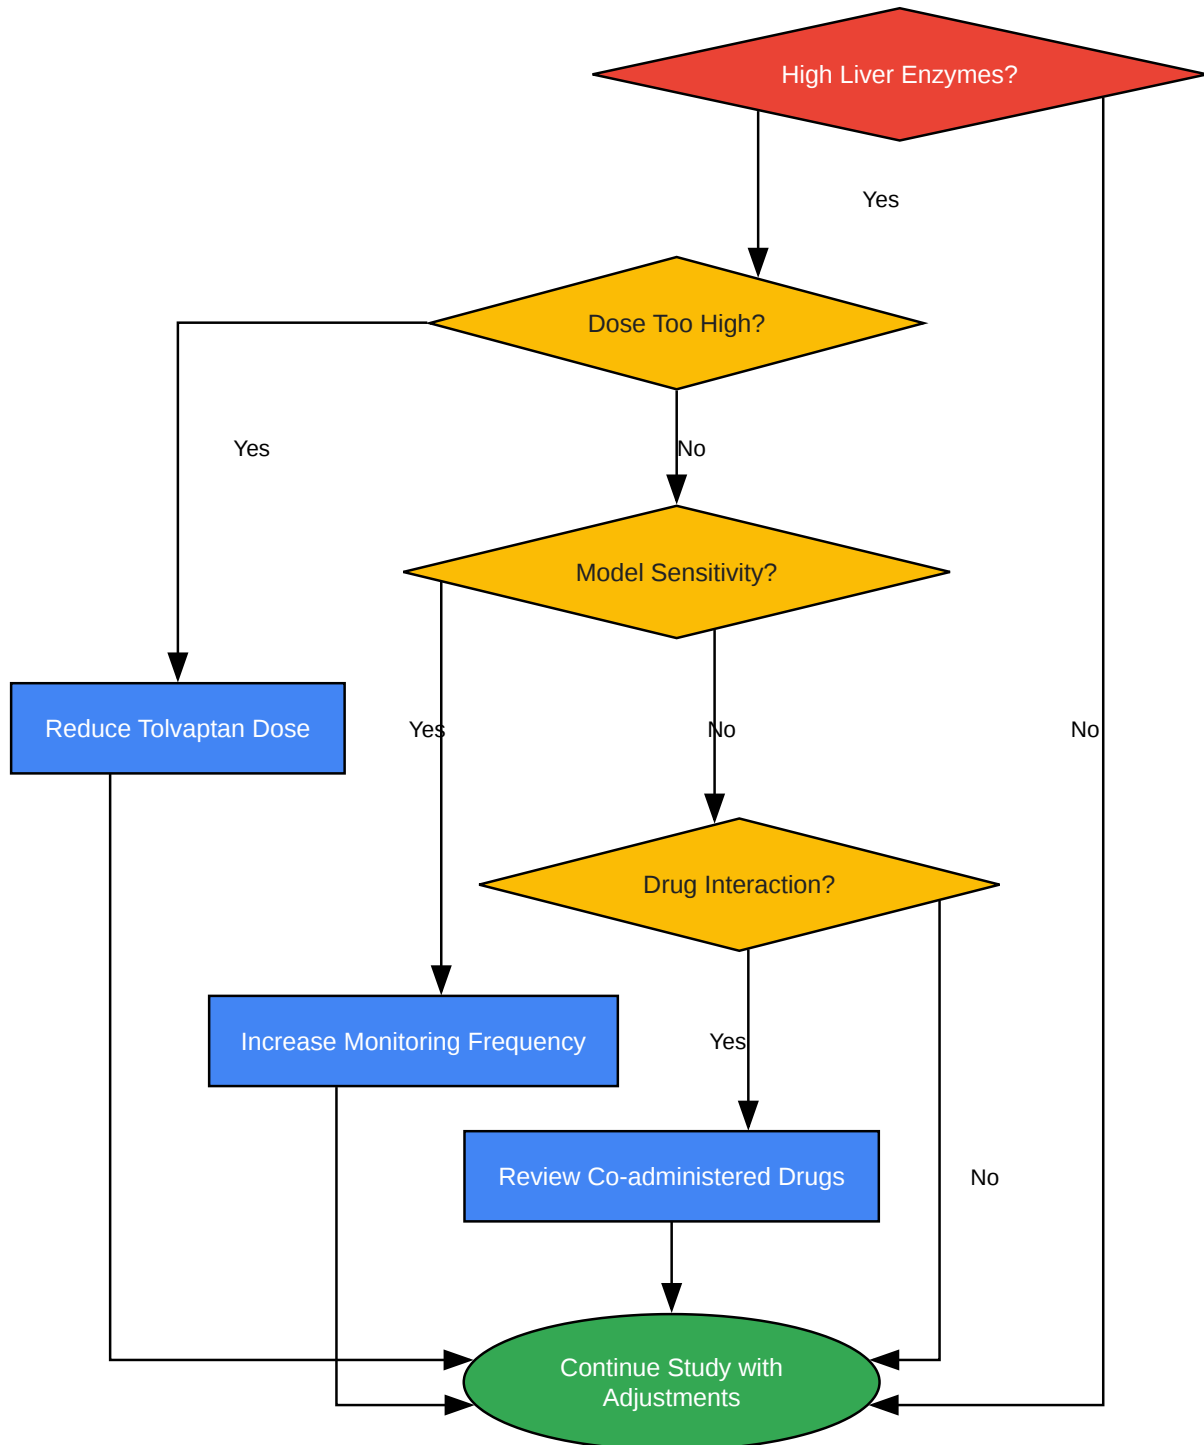 High Liver Enzymes?
Yes
Dose Too High?
Yes
No
Model Sensitivity?
Reduce Tolvaptan Dose
Yes
No
No
Drug Interaction?
Increase Monitoring Frequency
Yes
Review Co-administered Drugs
No
Continue Study with
Adjustments